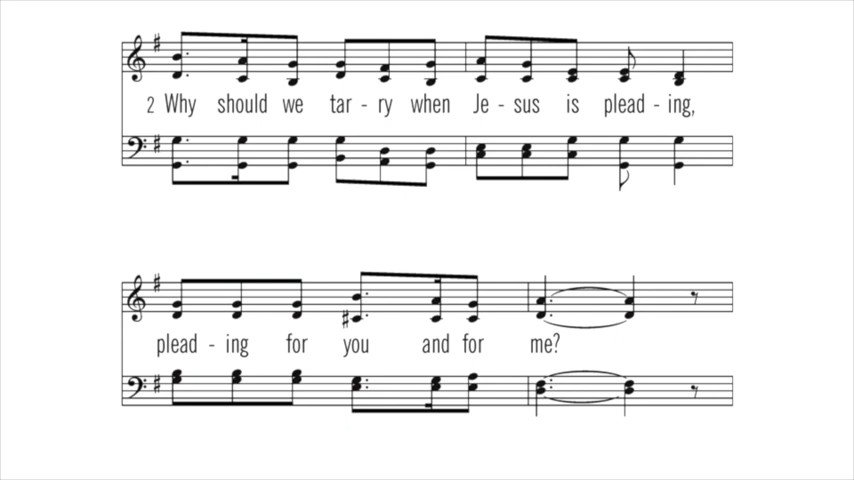 2 Why should we tar - ry when Je - sus is plead - ing,
plead - ing for you and for me?